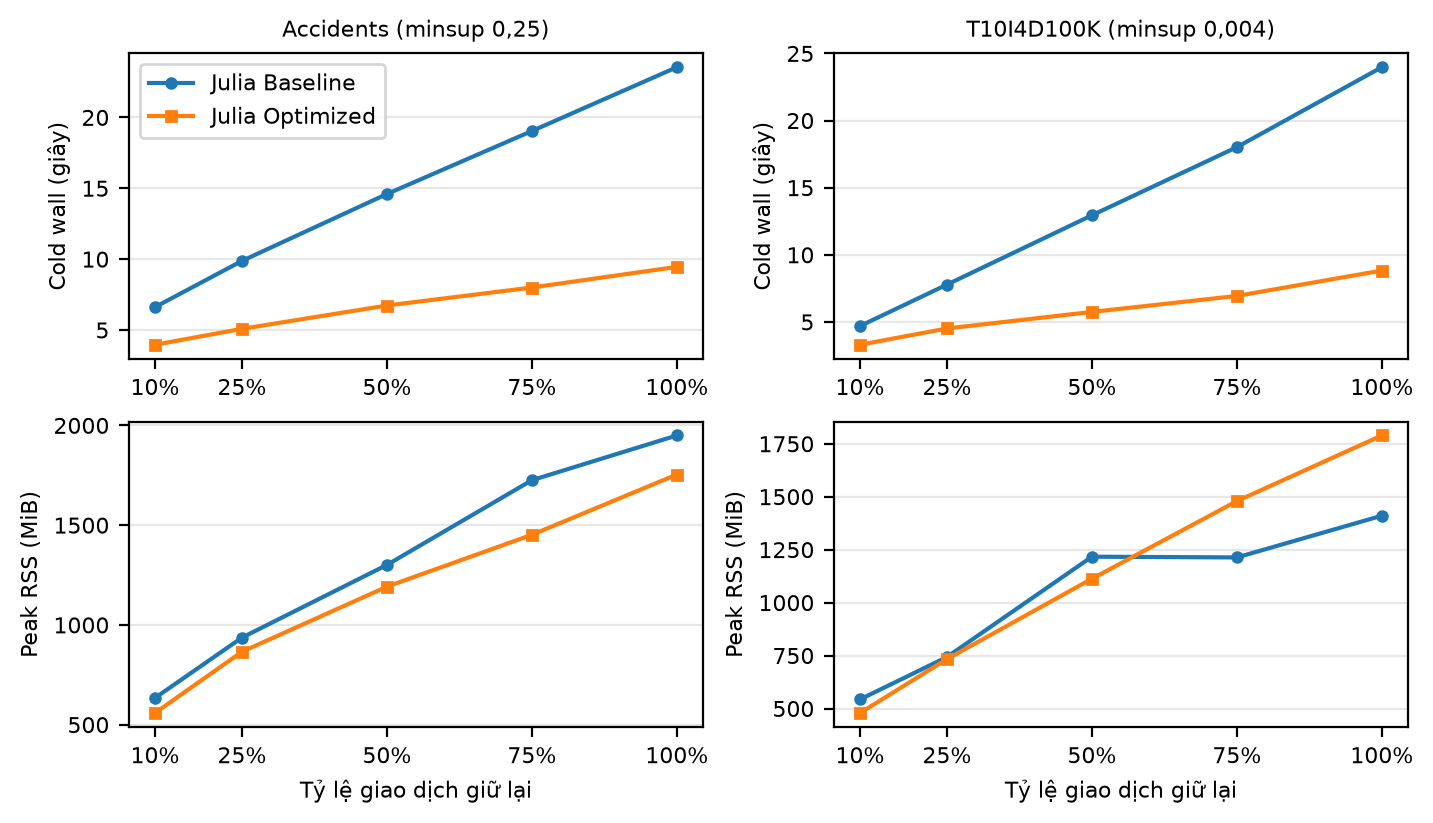 Accidents (minsup 0,25)
Julia Baseline
Julia Optimized
Cold wall (giây)
20
15
10
5
10% 25% 50% 75% 100%
T10I4D100K (minsup 0,004)
Cold wall (giây)
25
20
15
10
5
10% 25% 50% 75% 100%
Peak RSS (MiB)
2000
1500
1000
500
10% 25% 50% 75% 100%
Tỷ lệ giao dịch giữ lại
Peak RSS (MiB)
1750
1500
1250
1000
750
500
10% 25% 50% 75% 100%
Tỷ lệ giao dịch giữ lại